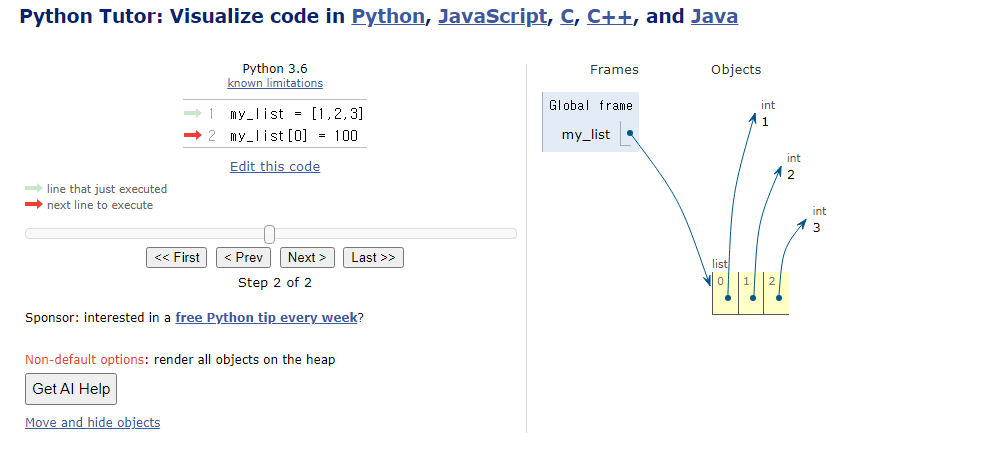 Python Tutor: Visualize code in Python, JavaScript, C, C++, and Java
Python 3.6
known limitations
1 my_list = [1,2,3]
2 my_list[0] = 100
Edit this code
line that just executed
next line to execute
<< First
< Prev
Next >
Last >>
Step 2 of 2
Sponsor: interested in a free Python tip every week?
Non-default options: render all objects on the heap
Get AI Help
Move and hide objects
Frames
Objects
Global frame
my_list
int
1
int
2
int
3
list
0 1 2